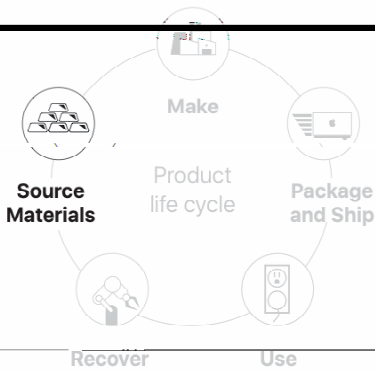 Make
Source
Materials
Product
life cycle
Package
and Ship
Recover
Use